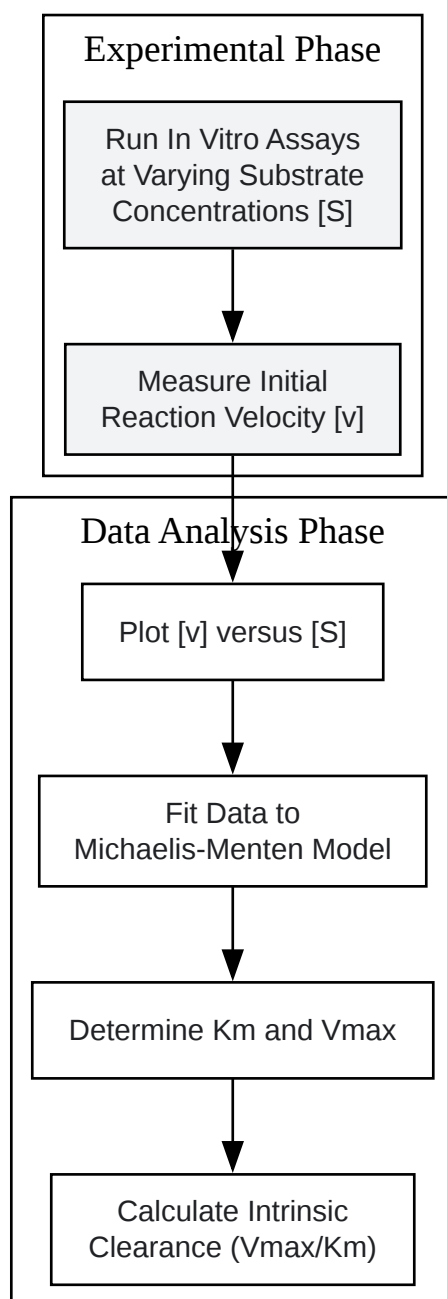 Experimental Phase
Run In Vitro Assays
at Varying Substrate
Concentrations [S]
Measure Initial
Reaction Velocity [v]
Data Analysis Phase
Plot [v] versus [S]
Fit Data to
Michaelis-Menten Model
Determine Km and Vmax
Calculate Intrinsic
Clearance (Vmax/Km)